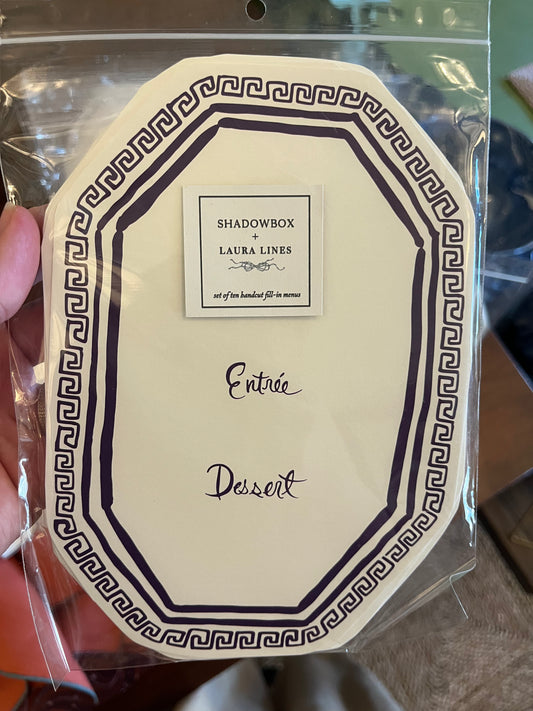 SHADOWBOX
+
LAURA LINES
set of ten handcut fill-in menus
Entrée
Dessert